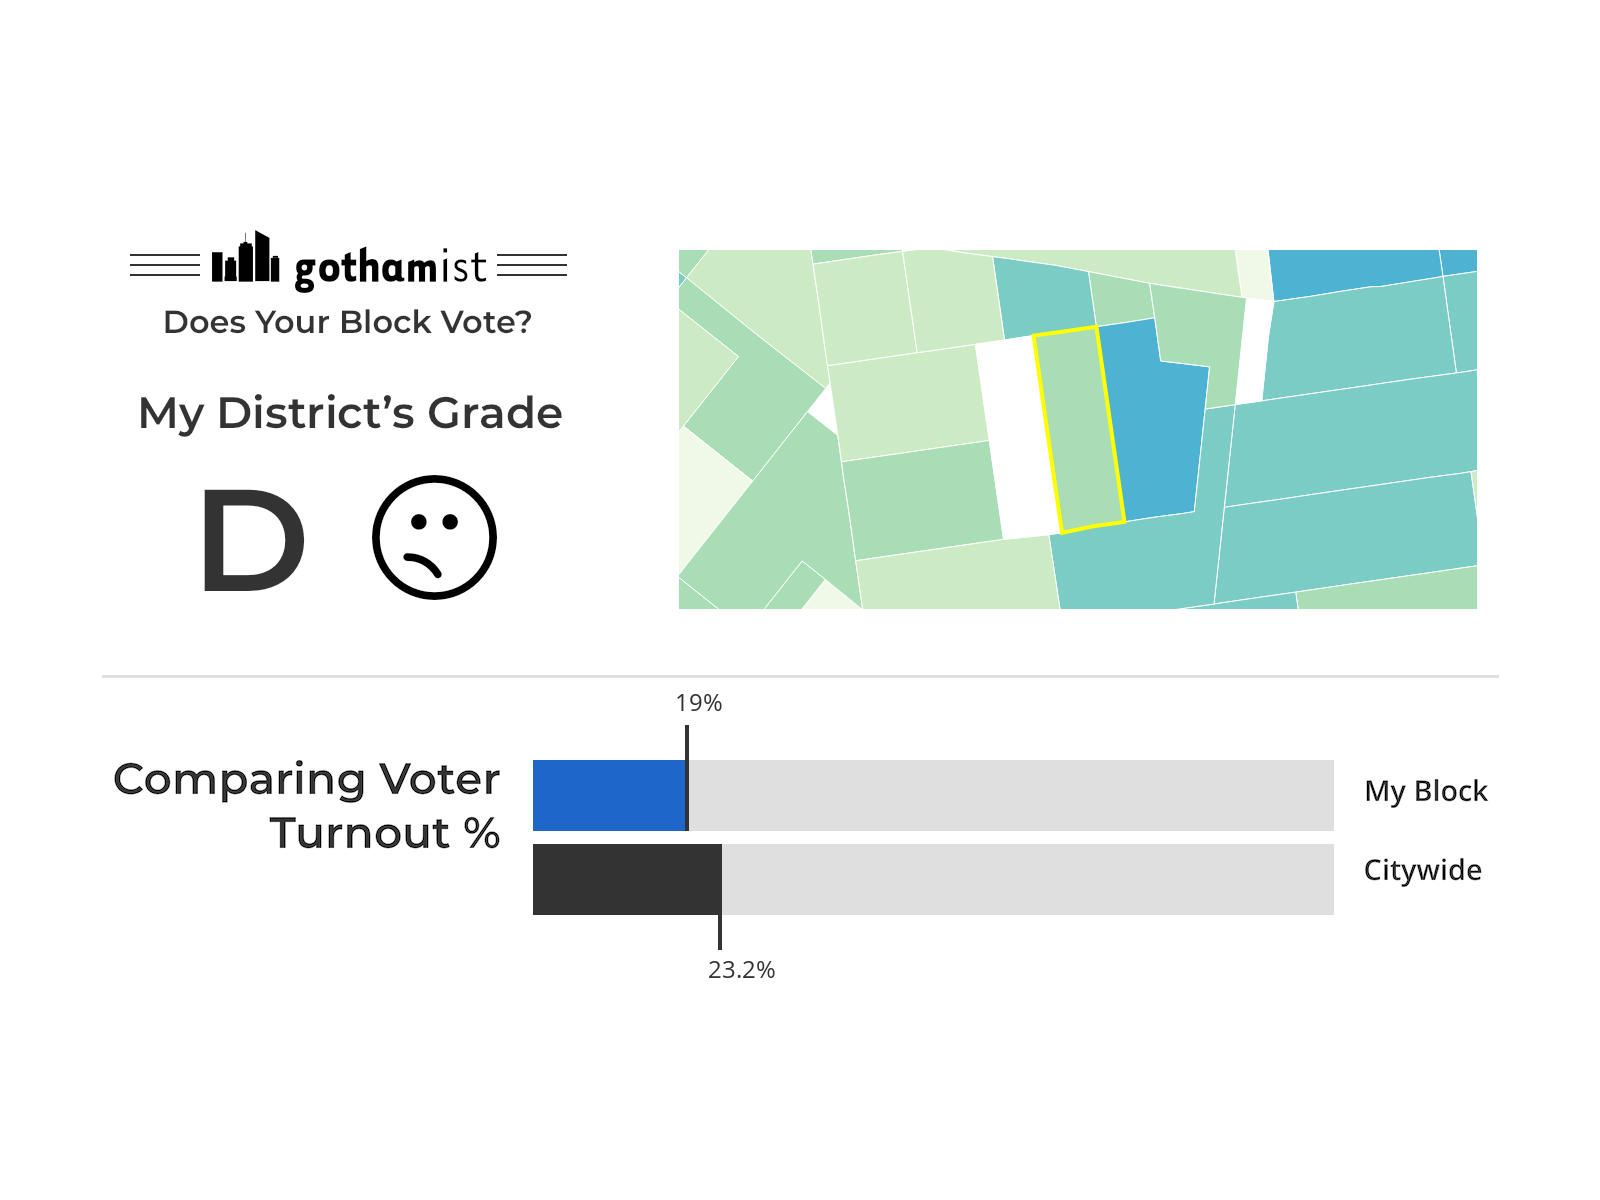 gothamist
Does Your Block Vote?
My District’s Grade
D
19%
Comparing Voter
Turnout %
My Block
Citywide
23.2%